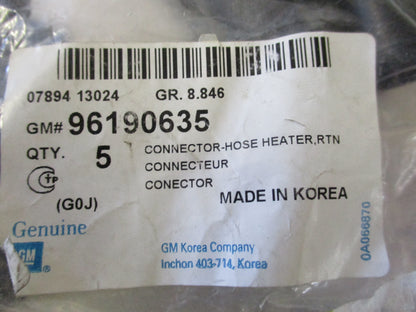 07894 13024 GR. 8.846
GM# 96190635
QTY. 5 CONNECTOR-HOSE HEATER,RTN
CONNECTEUR
CONECTOR
(G0J) MADE IN KOREA
Genuine
GM ®
GM Korea Company
Inchon 403-714, Korea
0A066870